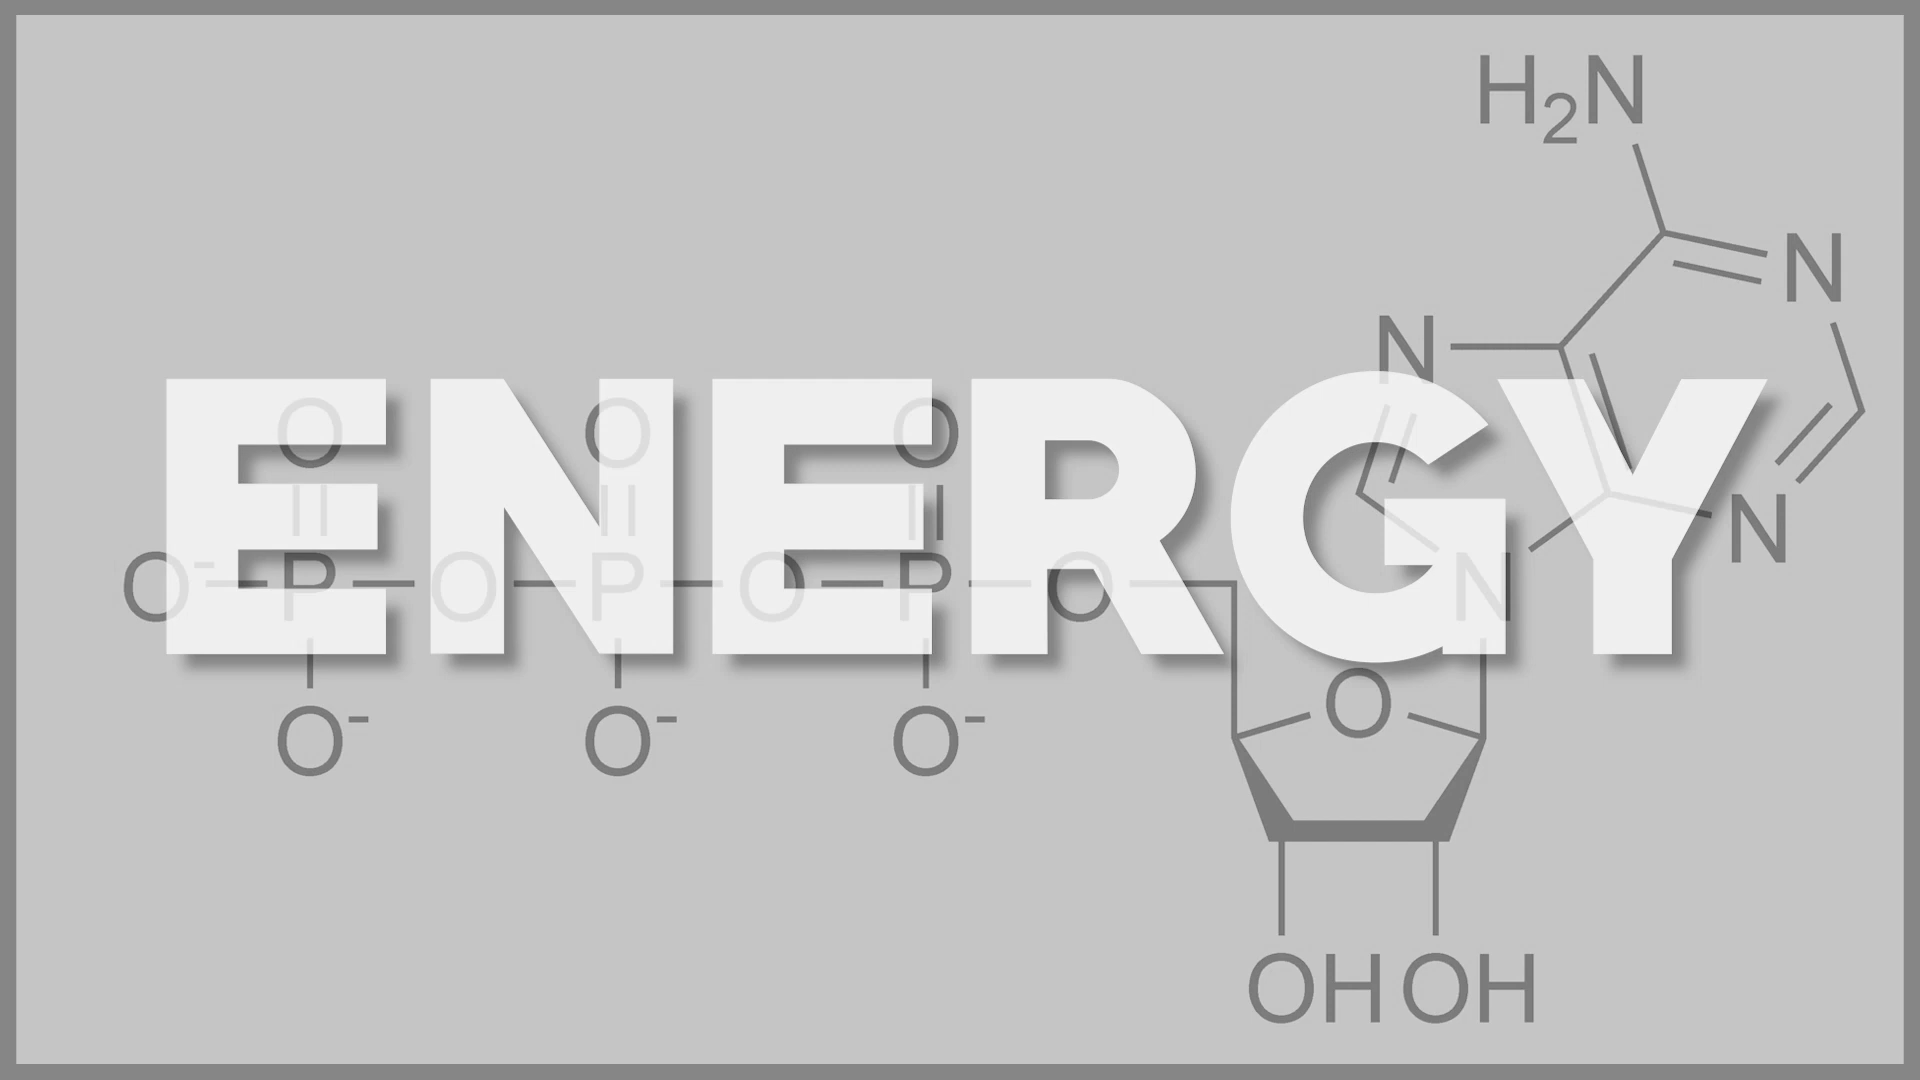 H₂N
N
N
ENERGY
O O O
O⁻ P O P O P O N N
O⁻ O⁻ O⁻ O
OH OH